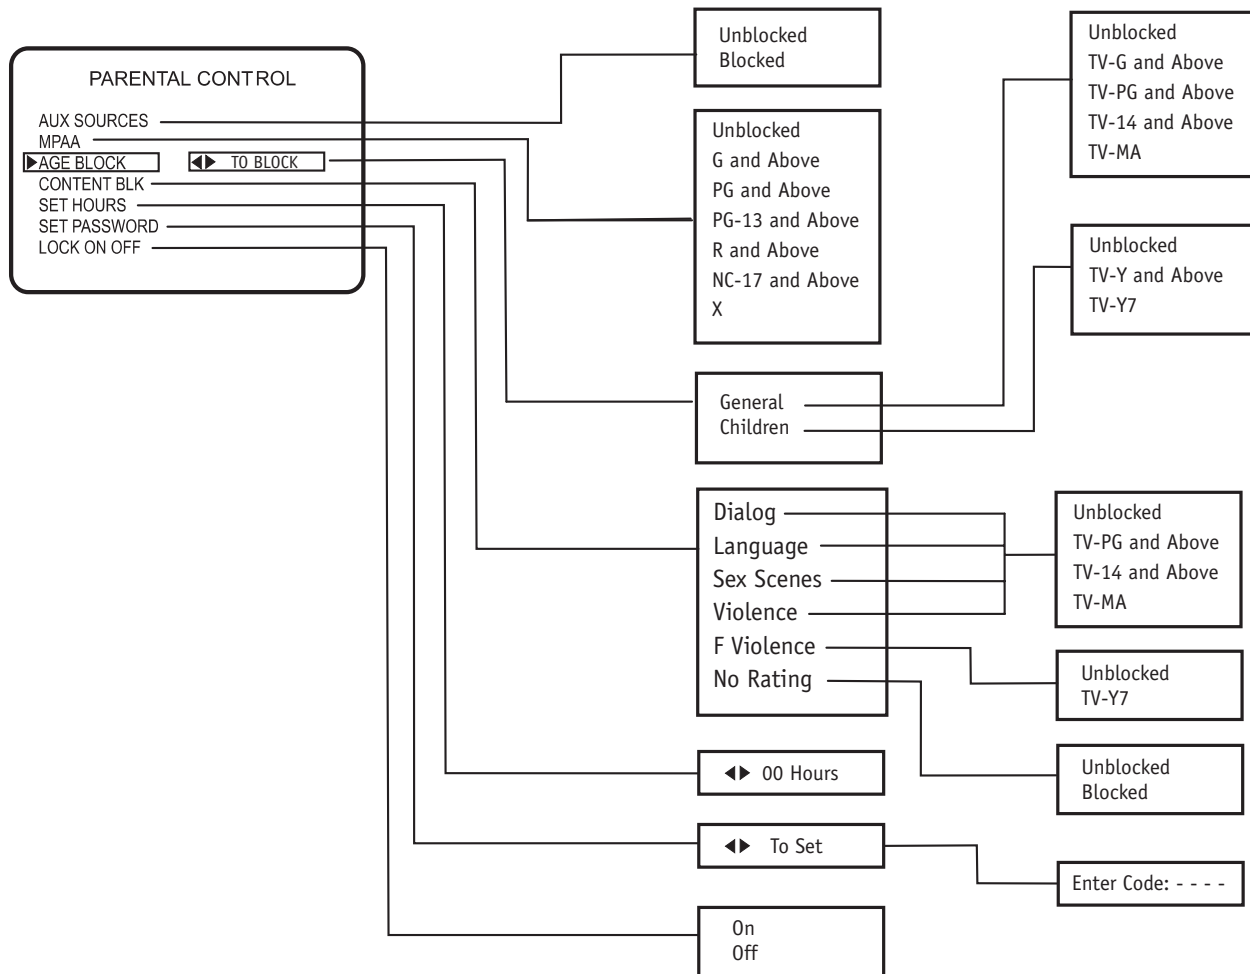 PARENTAL CONTROL
AUX SOURCES
MPAA
AGE BLOCK
TO BLOCK
CONTENT BLK
SET HOURS
SET PASSWORD
LOCK ON OFF
Unblocked
Blocked
Unblocked
G and Above
PG and Above
PG-13 and Above
R and Above
NC-17 and Above
X
General
Children
Unblocked
TV-G and Above
TV-PG and Above
TV-14 and Above
TV-MA
Unblocked
TV-Y and Above
TV-Y7
Dialog
Language
Sex Scenes
Violence
F Violence
No Rating
Unblocked
TV-PG and Above
TV-14 and Above
TV-MA
Unblocked
TV-Y7
Unblocked
Blocked
00 Hours
To Set
Enter Code: - - - -
On
Off